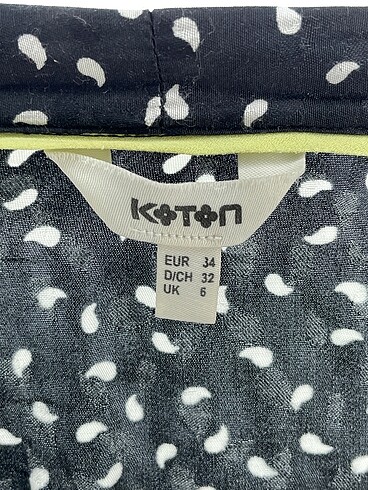 KOTON
EUR 34
D/CH 32
UK 6